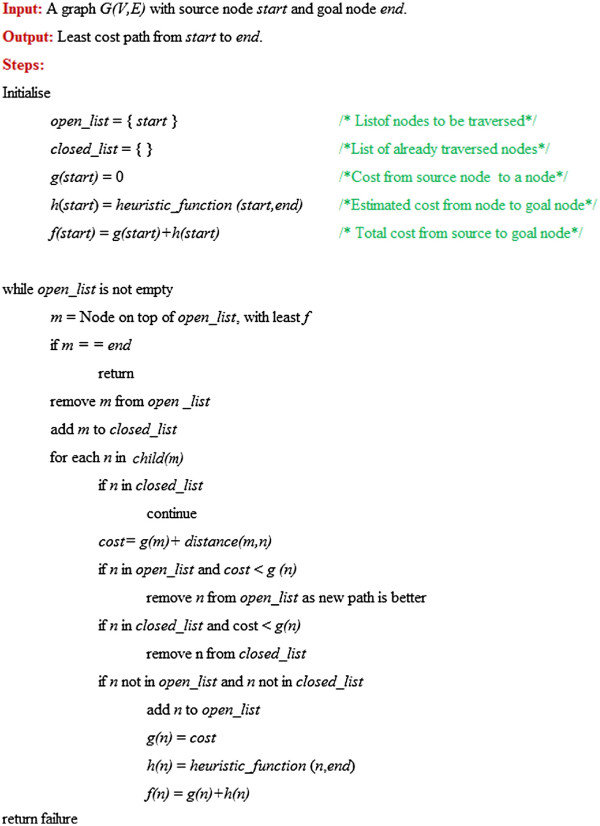 Input: A graph G(V,E) with source node start and goal node end.
Output: Least cost path from start to end.
Steps:
Initialise
open_list = { start } /* Listof nodes to be traversed*/
closed_list = { } /*List of already traversed nodes*/
g(start) = 0 /*Cost from source node to a node*/
h(start) = heuristic_function (start,end) /*Estimated cost from node to goal node*/
f(start) = g(start)+h(start) /* Total cost from source to goal node*/
while open_list is not empty
m = Node on top of open_list, with least f
if m = = end
return
remove m from open _list
add m to closed_list
for each n in child(m)
if n in closed_list
continue
cost= g(m)+ distance(m,n)
if n in open_list and cost < g (n)
remove n from open_list as new path is better
if n in closed_list and cost < g(n)
remove n from closed_list
if n not in open_list and n not in closed_list
add n to open_list
g(n) = cost
h(n) = heuristic_function (n,end)
f(n) = g(n)+h(n)
return failure